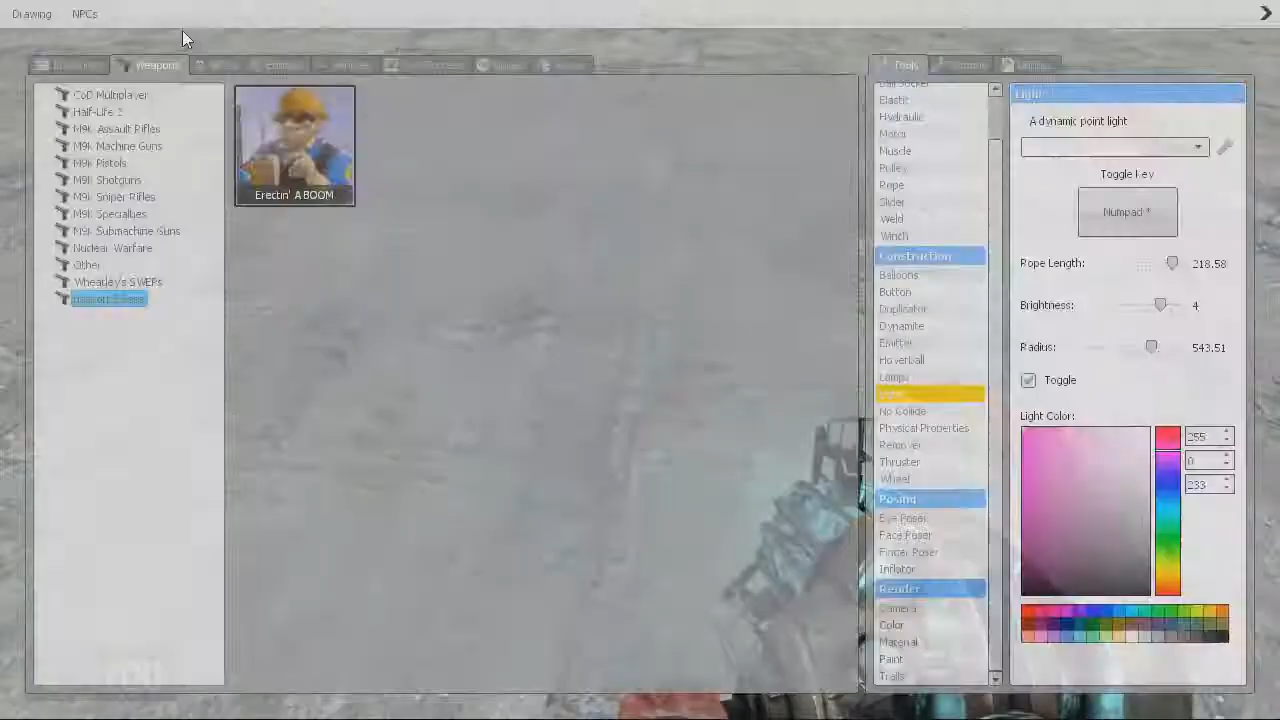 Drawing NPCs
Weapons
CoD Multiplayer
Half-Life 2
M9K Assault Rifles
M9K Machine Guns
M9K Pistols
M9K Shotguns
M9K Sniper Rifles
M9K Specialties
M9K Submachine Guns
Nuclear Warfare
Other
Wheatley's SWEPs
Erectin' A BOOM
Tools
Ball Socket
Elastic
Hydraulic
Motor
Muscle
Pulley
Rope
Slider
Weld
Winch
Construction
Balloons
Button
Duplicator
Dynamite
Emitter
Hoverball
Lamps
Light
No Collide
Physical Properties
Remover
Thruster
Wheel
Posing
Eye Poser
Face Poser
Finger Poser
Inflator
Render
Camera
Color
Material
Paint
Trails
Light
A dynamic point light
Toggle Key
Numpad *
Rope Length: 218.58
Brightness: 4
Radius: 543.51
Toggle
Light Color:
255
0
233